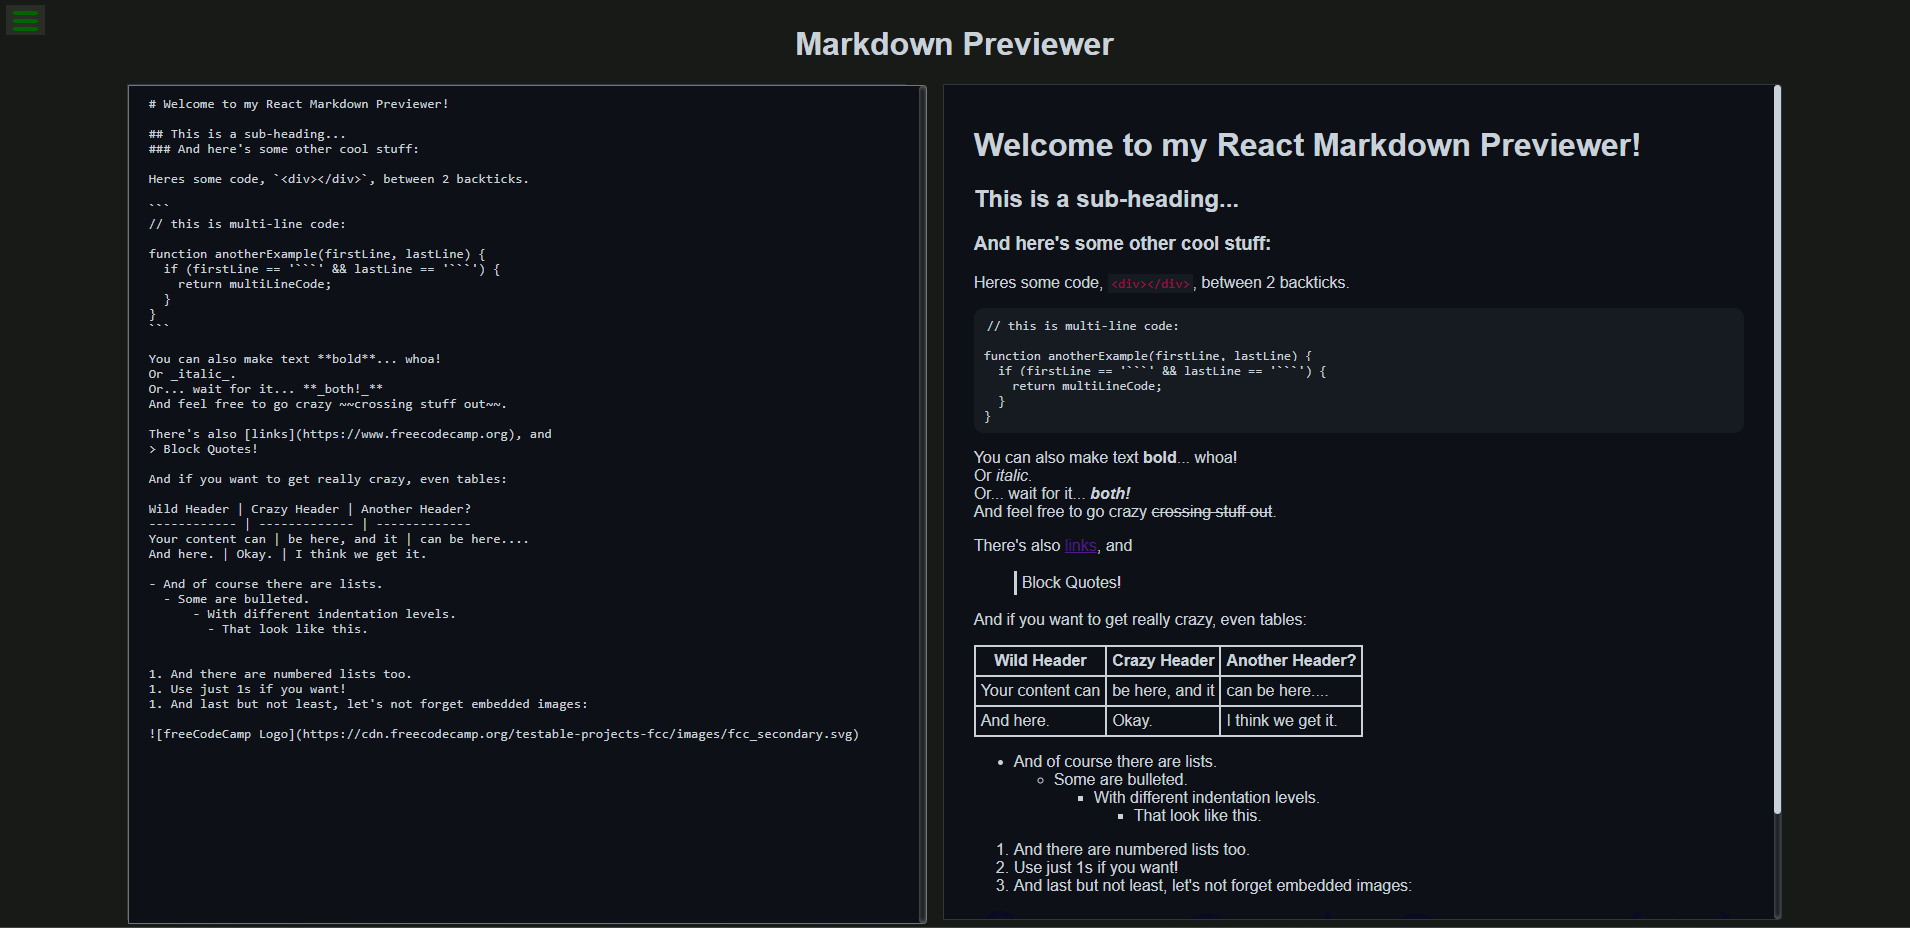 Markdown Previewer
# Welcome to my React Markdown Previewer!
## This is a sub-heading...
### And here's some other cool stuff:
Heres some code, `<div></div>`, between 2 backticks.
```
// this is multi-line code:
function anotherExample(firstLine, lastLine) {
  if (firstLine == '```' && lastLine == '```') {
    return multiLineCode;
  }
}
```
You can also make text **bold**... whoa!
Or _italic_.
Or... wait for it... **_both!_**
And feel free to go crazy ~~crossing stuff out~~.
There's also [links](https://www.freecodecamp.org), and
> Block Quotes!
And if you want to get really crazy, even tables:
Wild Header | Crazy Header | Another Header?
------------ | ------------- | -------------
Your content can | be here, and it | can be here....
And here. | Okay. | I think we get it.
- And of course there are lists.
  - Some are bulleted.
      - With different indentation levels.
        - That look like this.
1. And there are numbered lists too.
1. Use just 1s if you want!
1. And last but not least, let's not forget embedded images:
![freeCodeCamp Logo](https://cdn.freecodecamp.org/testable-projects-fcc/images/fcc_secondary.svg)
Welcome to my React Markdown Previewer!
This is a sub-heading...
And here's some other cool stuff:
Heres some code, <div></div>, between 2 backticks.
// this is multi-line code:
function anotherExample(firstLine, lastLine) {
  if (firstLine == '```' && lastLine == '```') {
    return multiLineCode;
  }
}
You can also make text bold... whoa!
Or italic.
Or... wait for it... both!
And feel free to go crazy crossing stuff out.
There's also links, and
Block Quotes!
And if you want to get really crazy, even tables:
Wild Header Crazy Header Another Header?
Your content can be here, and it can be here....
And here. Okay. I think we get it.
• And of course there are lists.
◦ Some are bulleted.
▪ With different indentation levels.
▪ That look like this.
1. And there are numbered lists too.
2. Use just 1s if you want!
3. And last but not least, let's not forget embedded images: